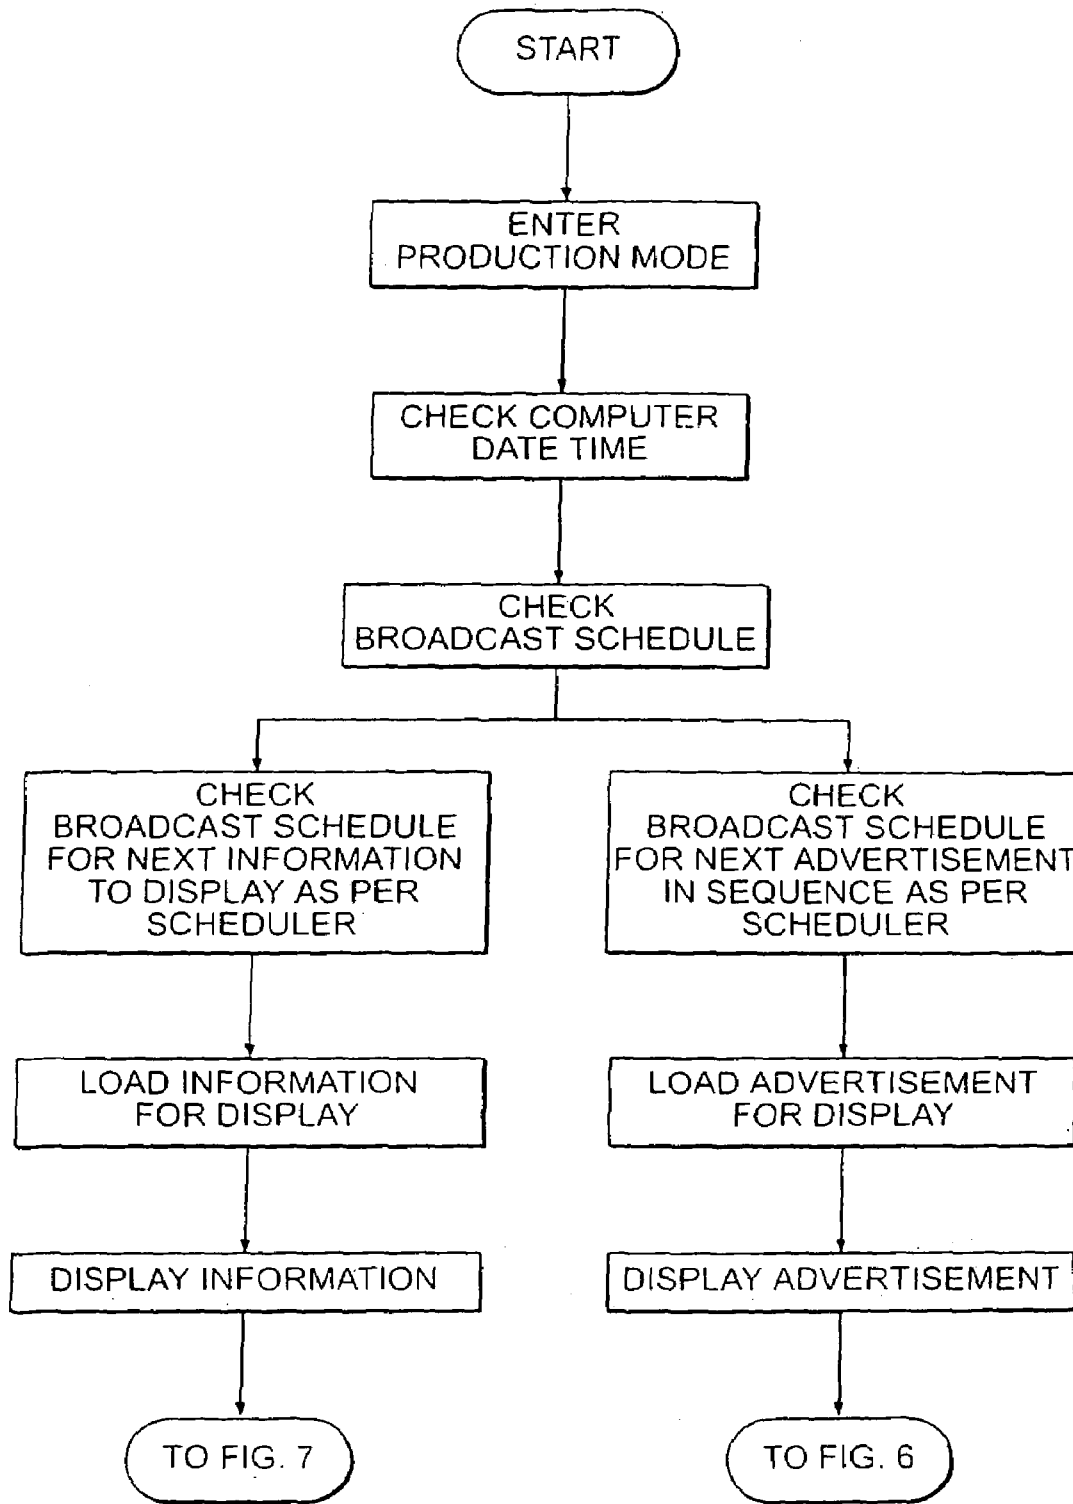 START
ENTER
PRODUCTION MODE
CHECK COMPUTER
DATE TIME
CHECK
BROADCAST SCHEDULE
CHECK
BROADCAST SCHEDULE
FOR NEXT INFORMATION
TO DISPLAY AS PER
SCHEDULER
LOAD INFORMATION
FOR DISPLAY
DISPLAY INFORMATION
TO FIG. 7
CHECK
BROADCAST SCHEDULE
FOR NEXT ADVERTISEMENT
IN SEQUENCE AS PER
SCHEDULER
LOAD ADVERTISEMENT
FOR DISPLAY
DISPLAY ADVERTISEMENT
TO FIG. 6